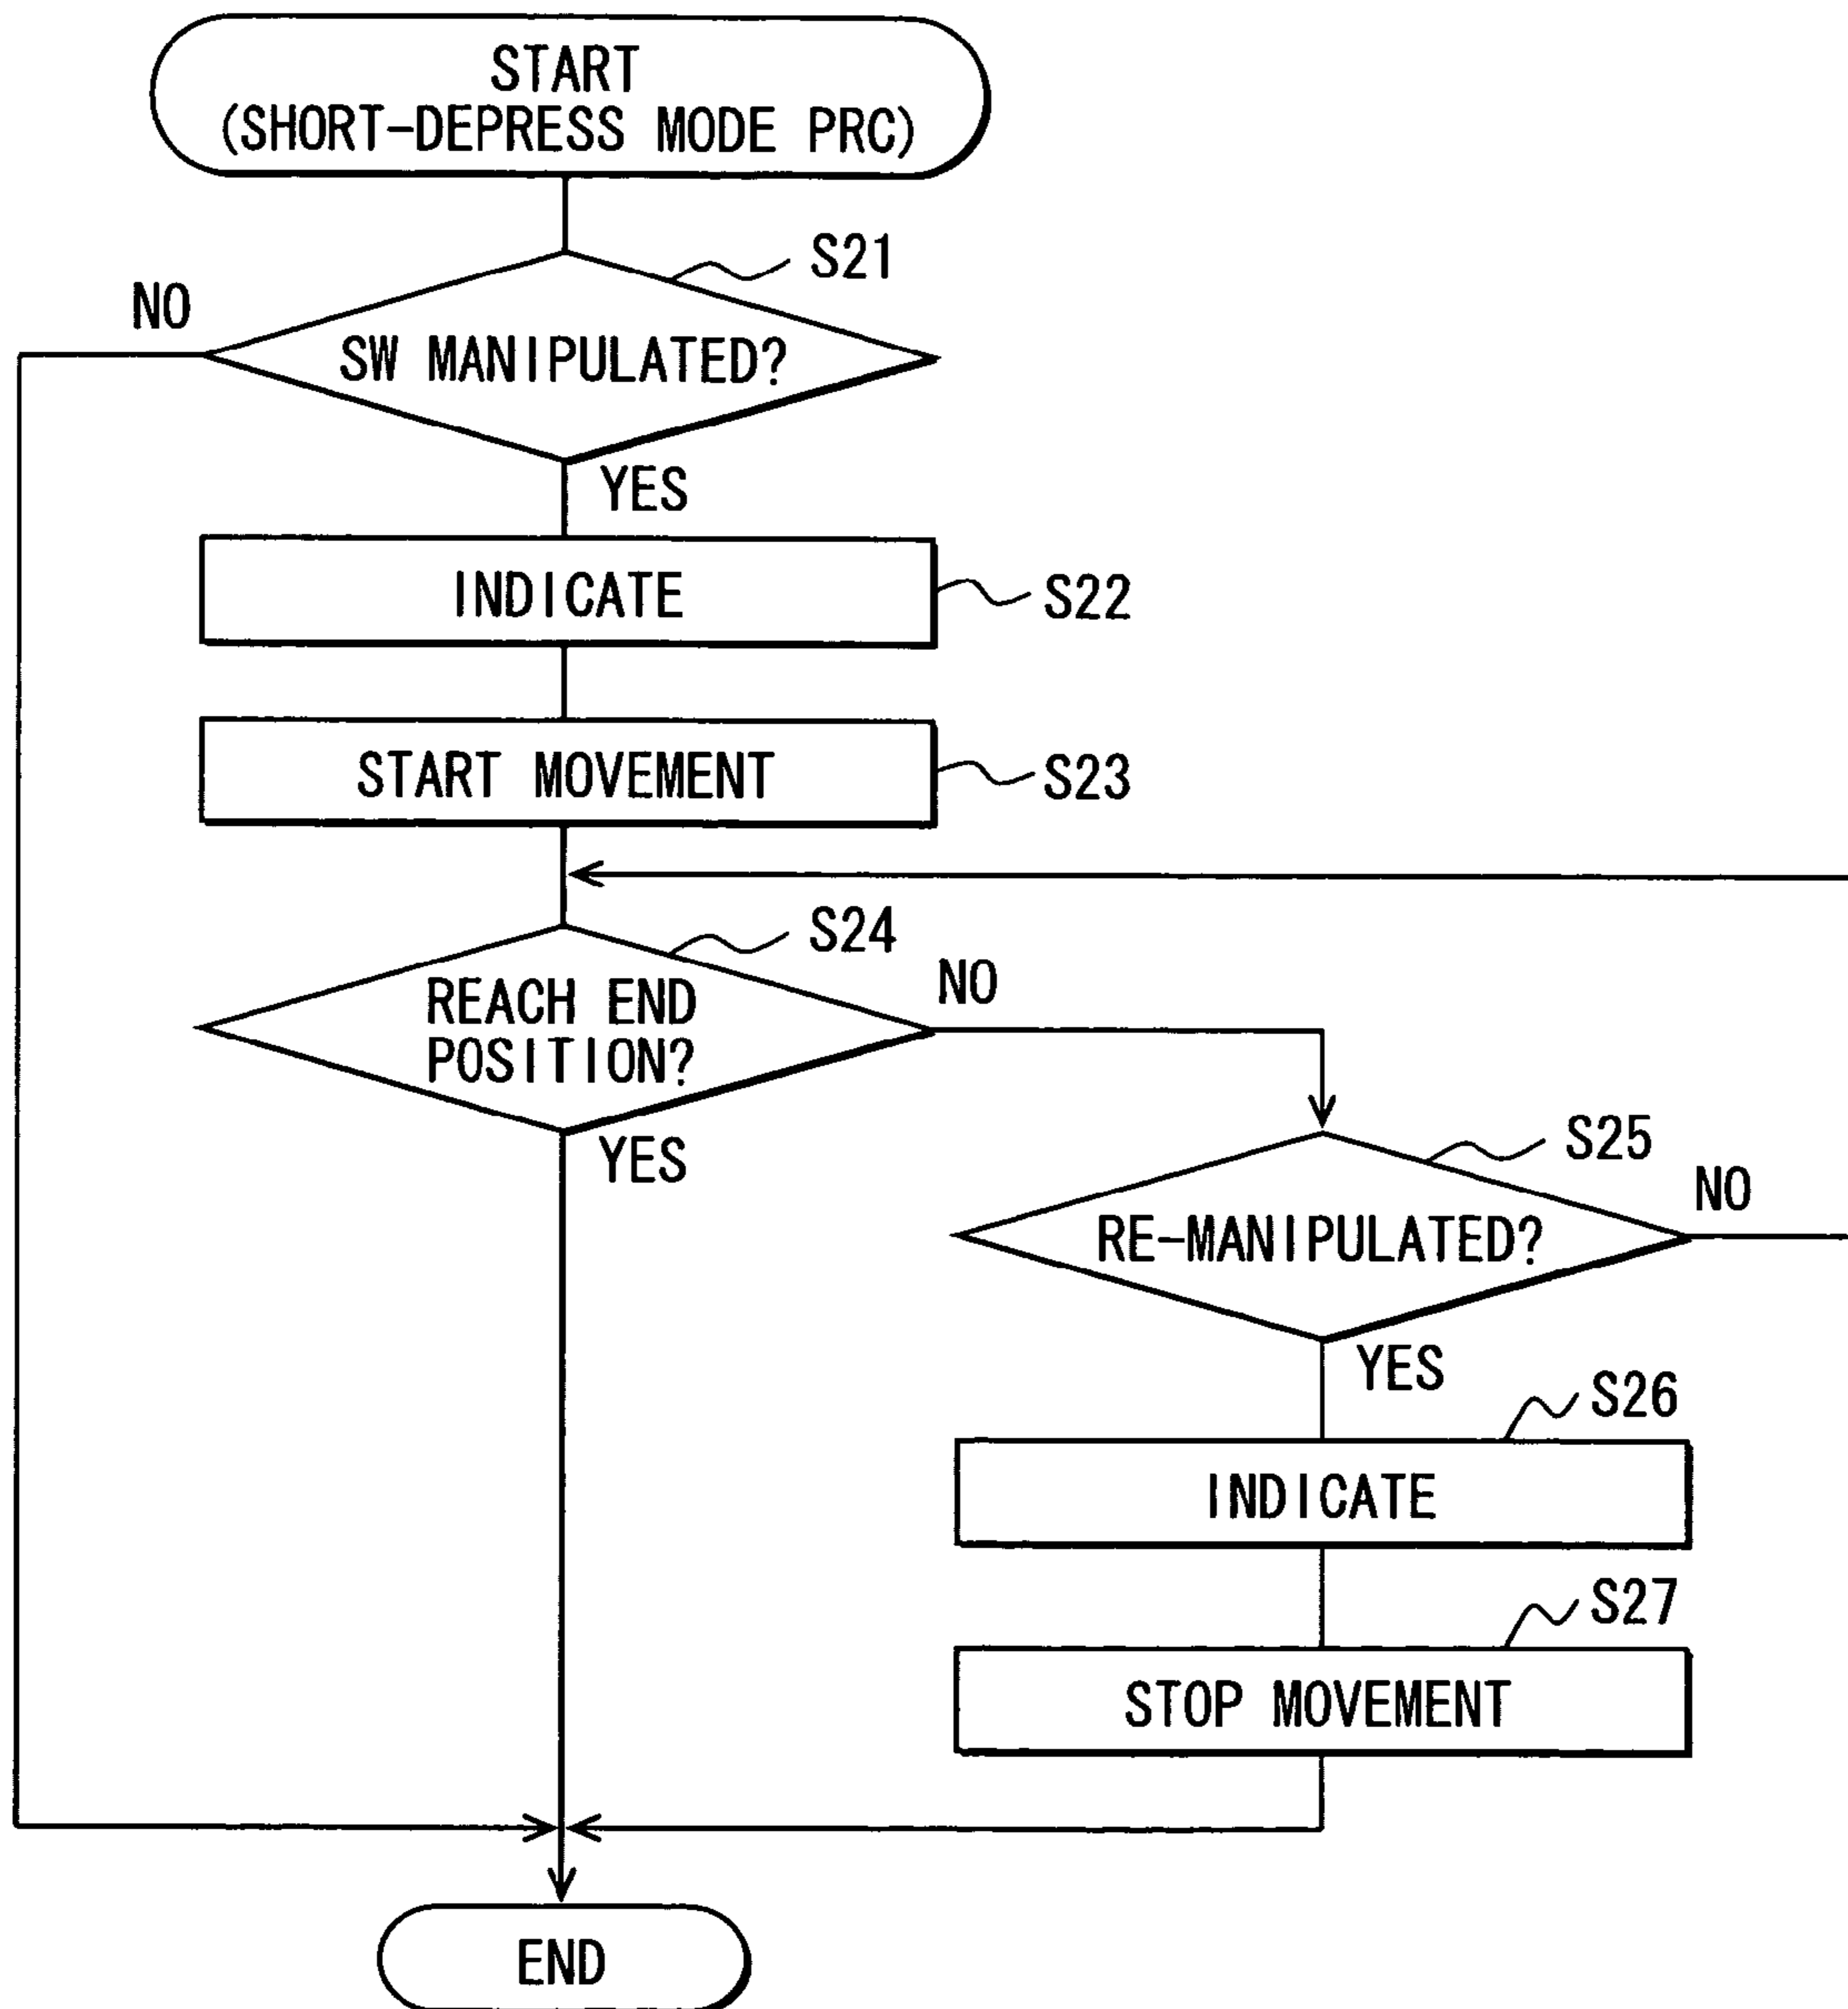 START
(SHORT-DEPRESS MODE PRC)
S21
NO
SW MANIPULATED?
YES
INDICATE
S22
START MOVEMENT
S23
S24
NO
REACH END
POSITION?
YES
S25
NO
RE-MANIPULATED?
YES
S26
INDICATE
S27
STOP MOVEMENT
END